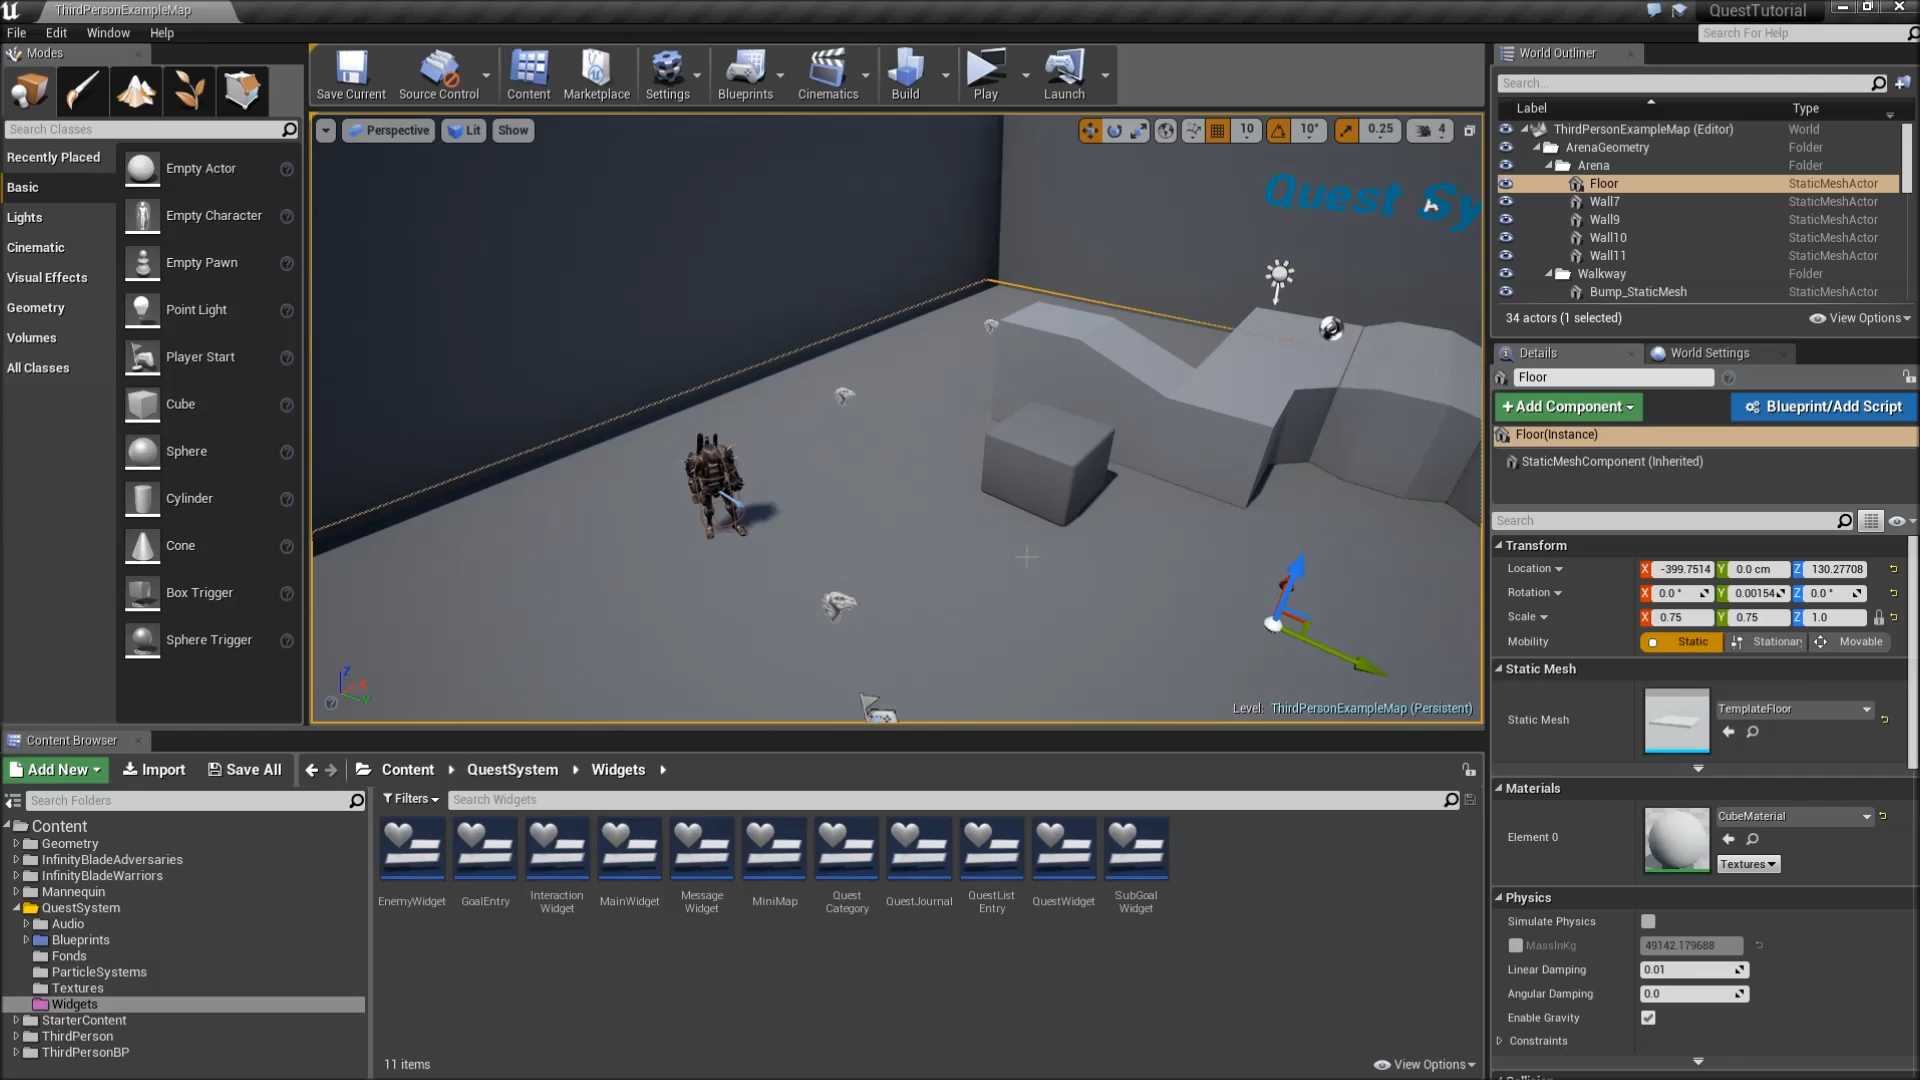 ThirdPersonExampleMap
QuestTutorial
File Edit Window Help
Search For Help
Modes
Search Classes
Recently Placed
Basic
Lights
Cinematic
Visual Effects
Geometry
Volumes
All Classes
Empty Actor
Empty Character
Empty Pawn
Point Light
Player Start
Cube
Sphere
Cylinder
Cone
Box Trigger
Sphere Trigger
Save Current Source Control Content Marketplace Settings Blueprints Cinematics Build Play Launch
Perspective Lit Show
10 10° 0.25 4
Quest Sy
Level: ThirdPersonExampleMap (Persistent)
World Outliner
Search...
Label Type
ThirdPersonExampleMap (Editor) World
ArenaGeometry Folder
Arena Folder
Floor StaticMeshActor
Wall7 StaticMeshActor
Wall9 StaticMeshActor
Wall10 StaticMeshActor
Wall11 StaticMeshActor
Walkway Folder
Bump_StaticMesh StaticMeshActor
34 actors (1 selected) View Options
Details World Settings
Floor
+ Add Component Blueprint/Add Script
Floor(Instance)
StaticMeshComponent (Inherited)
Search
Transform
Location X -399.7514 Y 0.0 cm Z 130.27708
Rotation X 0.0 ° Y 0.00154 Z 0.0 °
Scale X 0.75 Y 0.75 Z 1.0
Mobility Static Stationary Movable
Static Mesh
Static Mesh TemplateFloor
Materials
Element 0 CubeMaterial
Textures
Physics
Simulate Physics
MassInKg 49142.179688
Linear Damping 0.01
Angular Damping 0.0
Enable Gravity
Constraints
Content Browser
Add New Import Save All Content QuestSystem Widgets
Search Folders
Filters Search Widgets
Content
Geometry
InfinityBladeAdversaries
InfinityBladeWarriors
Mannequin
QuestSystem
Audio
Blueprints
Fonds
ParticleSystems
Textures
Widgets
StarterContent
ThirdPerson
ThirdPersonBP
EnemyWidget GoalEntry Interaction Widget MainWidget Message Widget MiniMap Quest Category QuestJournal QuestList Entry QuestWidget SubGoal Widget
11 items View Options